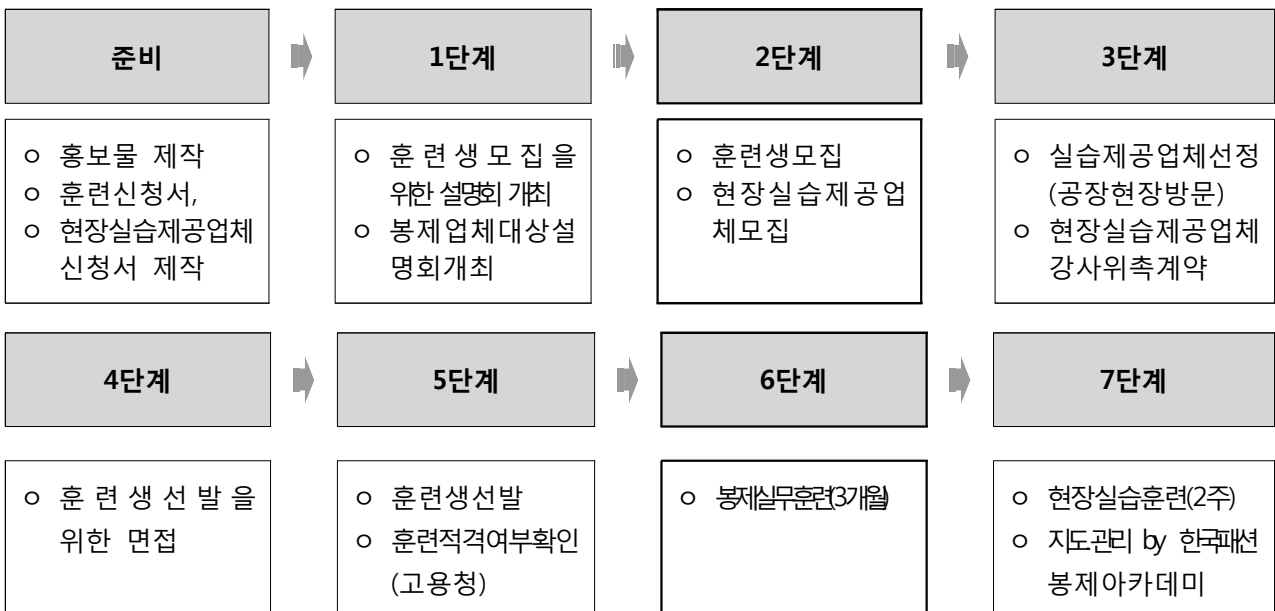 준비
1단계
2단계
3단계
ㅇ 홍보물 제작
ㅇ 훈련신청서,
ㅇ 현장실습제공업체
신청서 제작
ㅇ 훈련생모집을
위한 설명회 개최
ㅇ 봉제업체대상설
명회개최
ㅇ 훈련생모집
ㅇ 현장실습제공업
체모집
ㅇ 실습제공업체선정
(공장현장방문)
ㅇ 현장실습제공업체
강사위촉계약
4단계
5단계
6단계
7단계
ㅇ 훈련생선발을
위한 면접
ㅇ 훈련생선발
ㅇ 훈련적격여부확인
(고용청)
ㅇ 봉제실무훈련(3개월)
ㅇ 현장실습훈련(2주)
ㅇ 지도.관리 by 한국패션
봉제아카데미